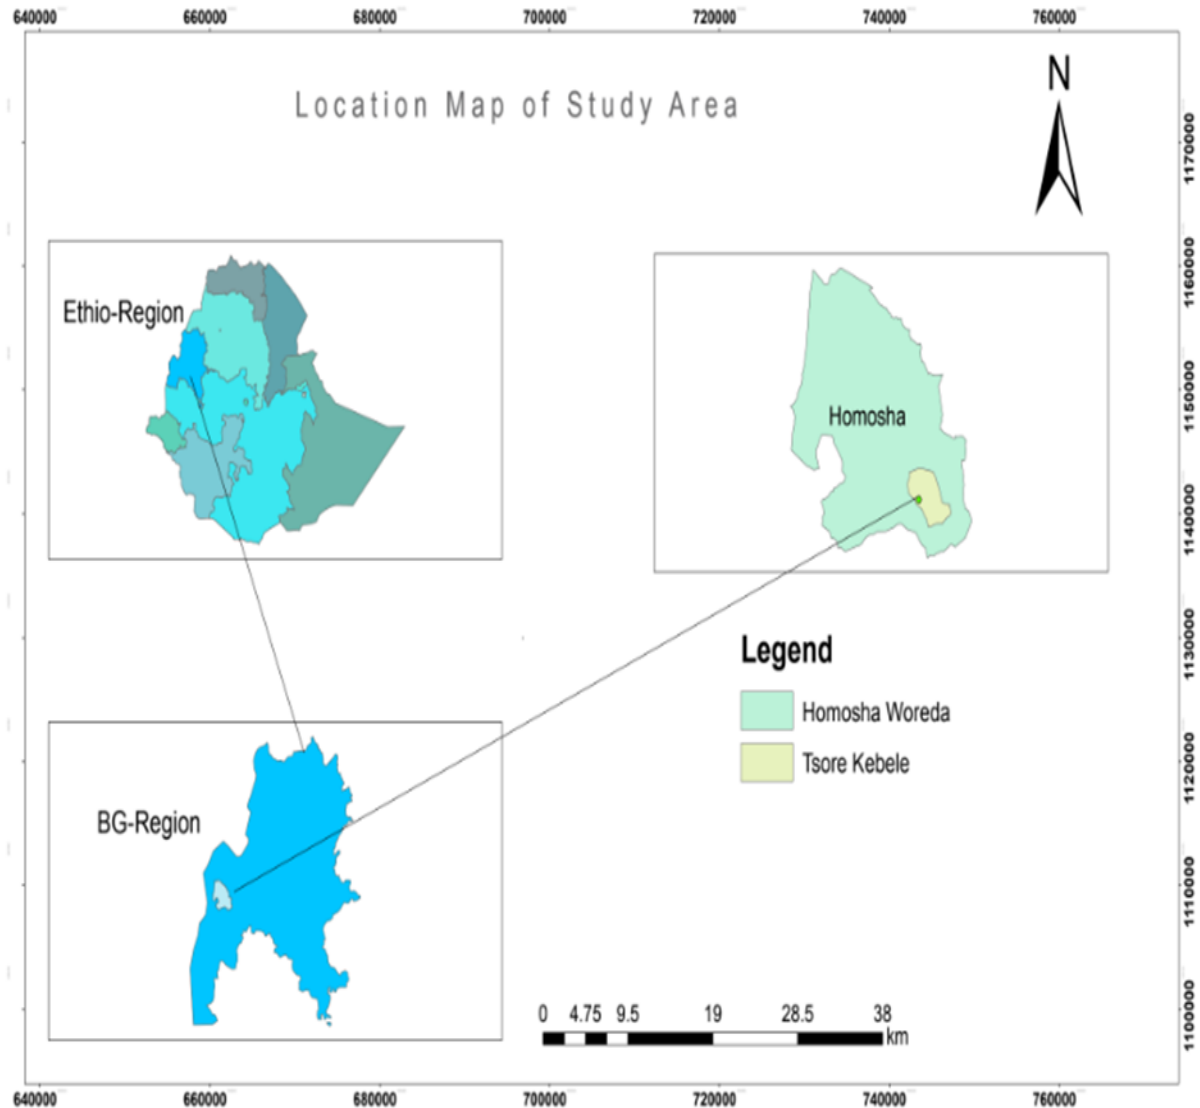 640000 660000 680000 700000 720000 740000 760000
N
Location Map of Study Area
1170000
1160000
Ethio-Region
1150000
Homosha
1140000
1130000
Legend
Homosha Woreda
Tsore Kebele
1120000
BG-Region
1110000
1100000
0 4.75 9.5 19 28.5 38
km
640000 660000 680000 700000 720000 740000 760000